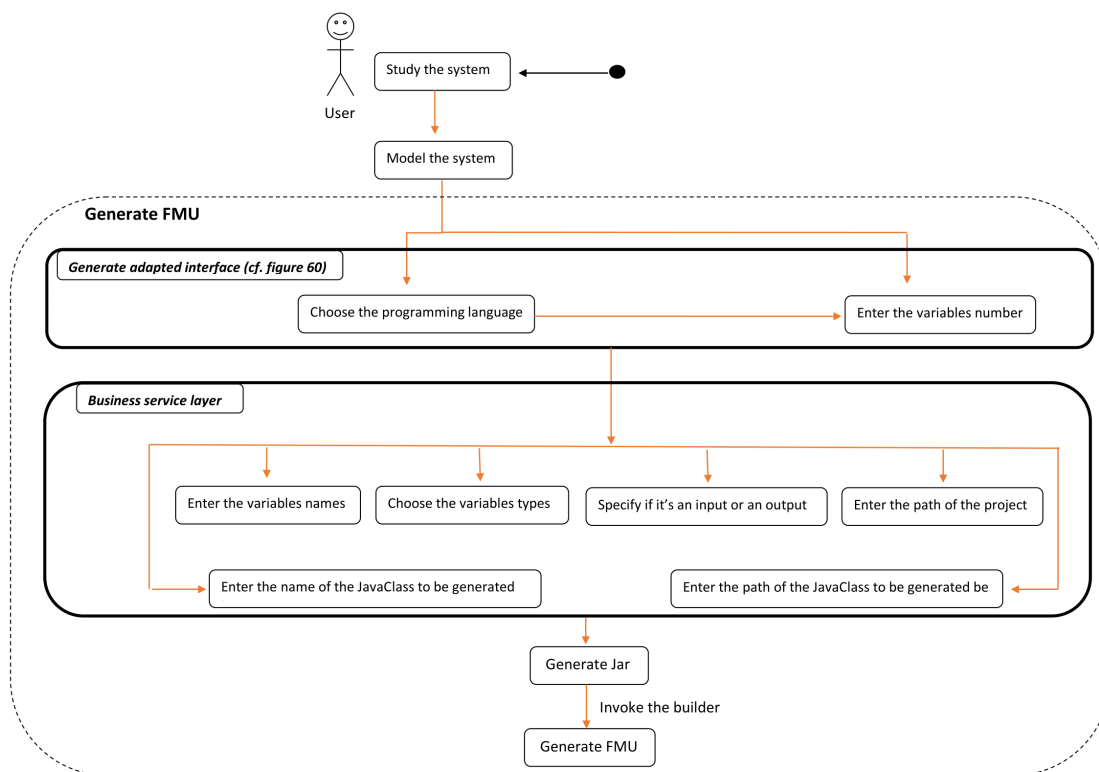 Study the system
User
Model the system
Generate FMU
Generate adapted interface (cf. figure 60)
Choose the programming language
Enter the variables number
Business service layer
Enter the variables names
Choose the variables types
Specify if it’s an input or an output
Enter the path of the project
Enter the name of the JavaClass to be generated
Enter the path of the JavaClass to be generated be
Generate Jar
Invoke the builder
Generate FMU